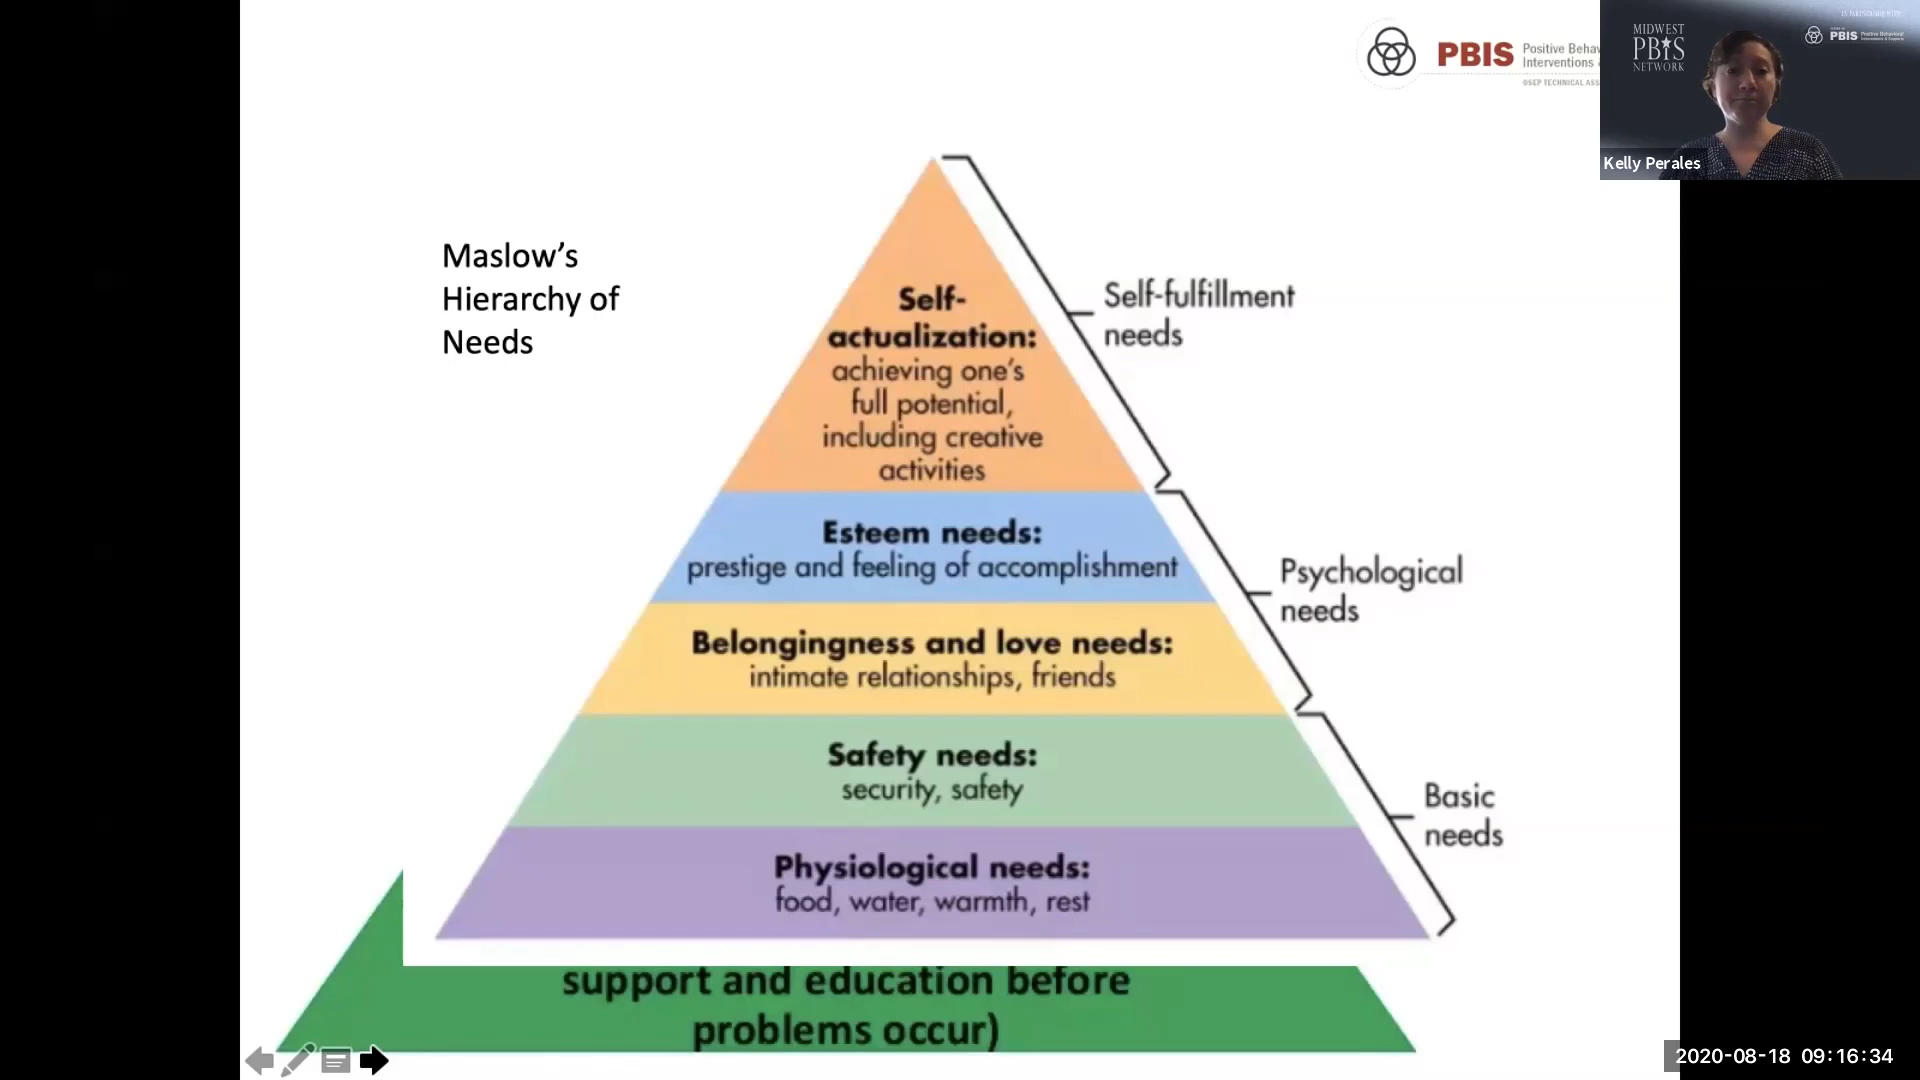 PBIS
Positive Behav
Interventions
OSEP TECHNICAL ASS
MIDWEST
PBIS
NETWORK
PBIS
Kelly Perales
Maslow’s
Hierarchy of
Needs
Self-
actualization:
achieving one’s
full potential,
including creative
activities
Self-fulfillment
needs
Esteem needs:
prestige and feeling of accomplishment
Psychological
needs
Belongingness and love needs:
intimate relationships, friends
Safety needs:
security, safety
Basic
needs
Physiological needs:
food, water, warmth, rest
support and education before
problems occur)
2020-08-18 09:16:34